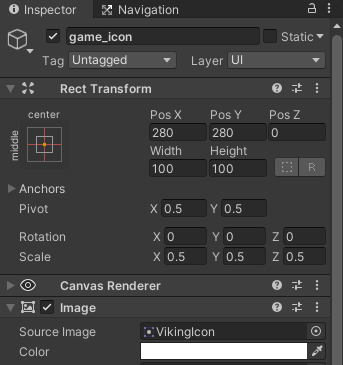 Inspector Navigation
game_icon Static
Tag Untagged Layer UI
Rect Transform
center
middle
Pos X Pos Y Pos Z
280 280 0
Width Height
100 100 R
Anchors
Pivot X 0.5 Y 0.5
Rotation X 0 Y 0 Z 0
Scale X 0.5 Y 0.5 Z 0.5
Canvas Renderer
Image
Source Image VikingIcon
Color